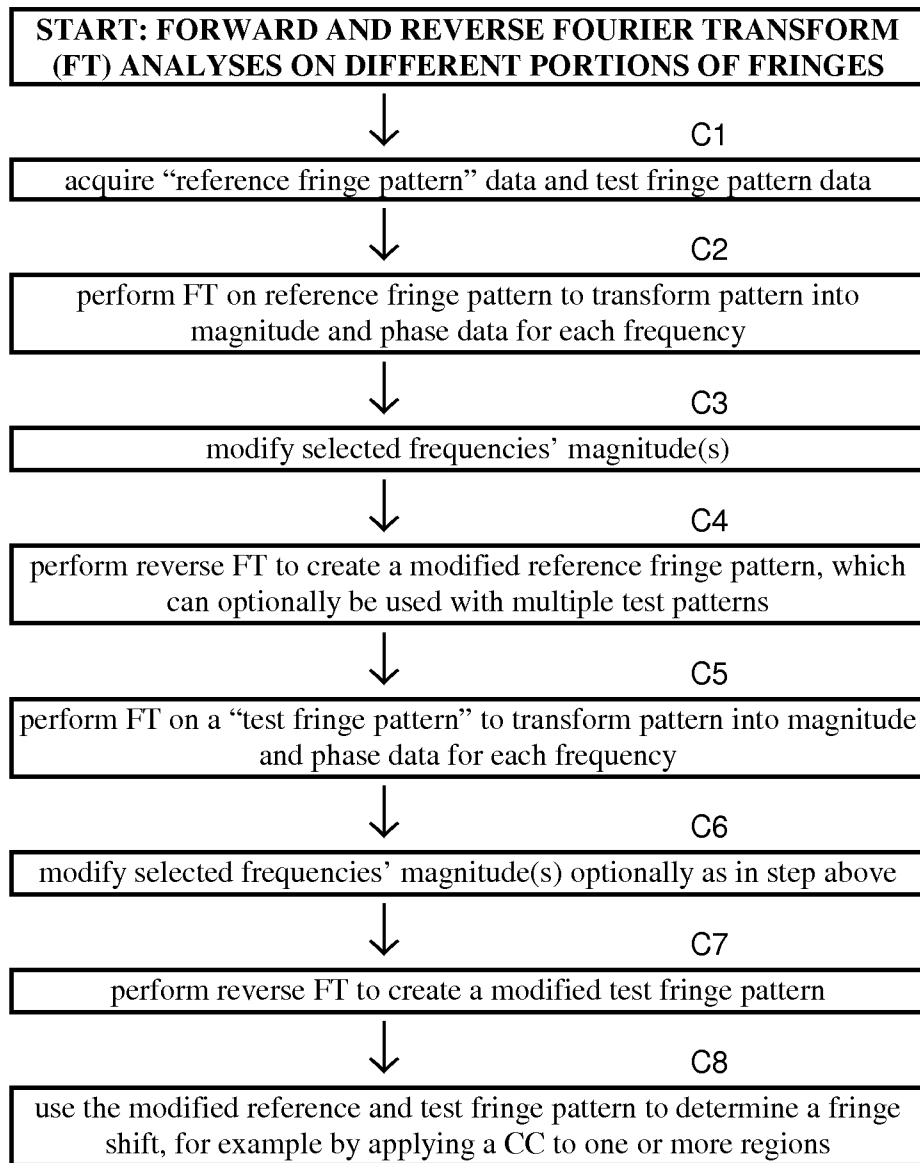 START: FORWARD AND REVERSE FOURIER TRANSFORM
(FT) ANALYSES ON DIFFERENT PORTIONS OF FRINGES
C1
acquire “reference fringe pattern” data and test fringe pattern data
C2
perform FT on reference fringe pattern to transform pattern into
magnitude and phase data for each frequency
C3
modify selected frequencies’ magnitude(s)
C4
perform reverse FT to create a modified reference fringe pattern, which
can optionally be used with multiple test patterns
C5
perform FT on a “test fringe pattern” to transform pattern into magnitude
and phase data for each frequency
C6
modify selected frequencies’ magnitude(s) optionally as in step above
C7
perform reverse FT to create a modified test fringe pattern
C8
use the modified reference and test fringe pattern to determine a fringe
shift, for example by applying a CC to one or more regions